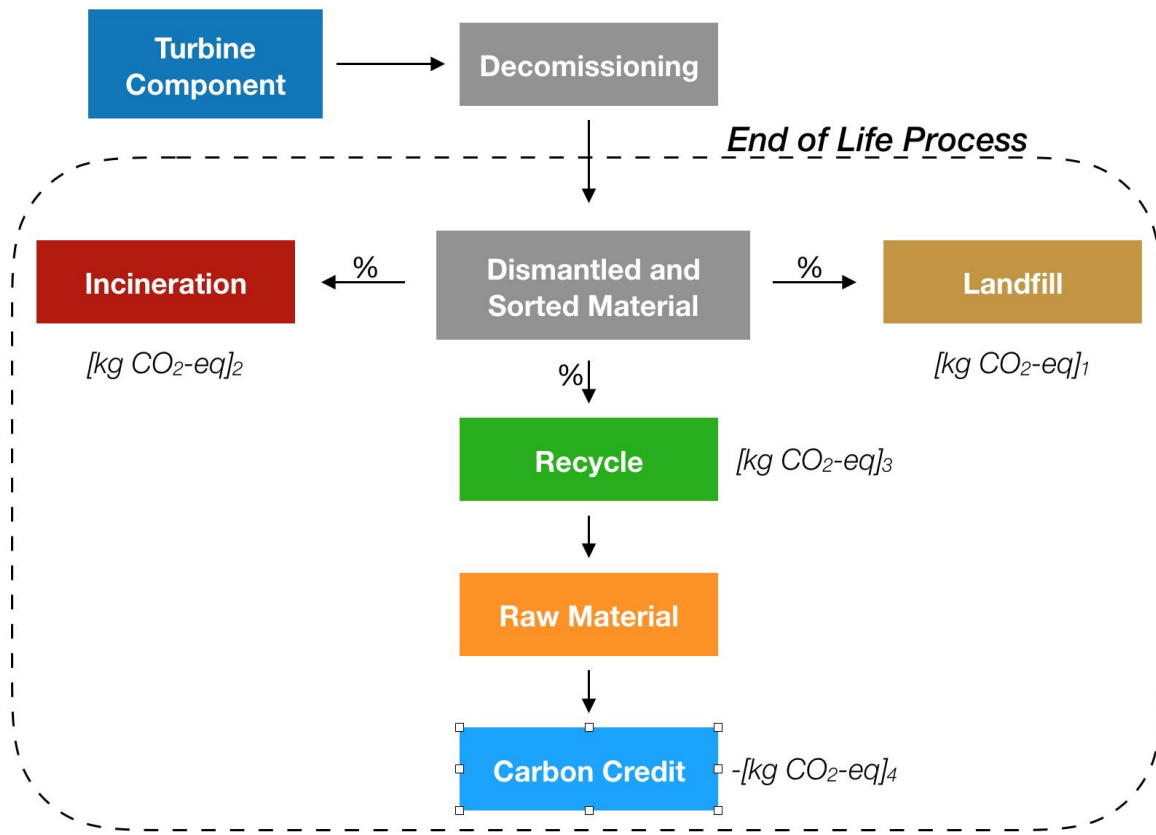 Turbine
Component
Decomissioning
End of Life Process
Incineration
%
Dismantled and
Sorted Material
%
Landfill
[kg CO₂-eq]₂
[kg CO₂-eq]₁
%
Recycle
[kg CO₂-eq]₃
Raw Material
Carbon Credit
-[kg CO₂-eq]₄